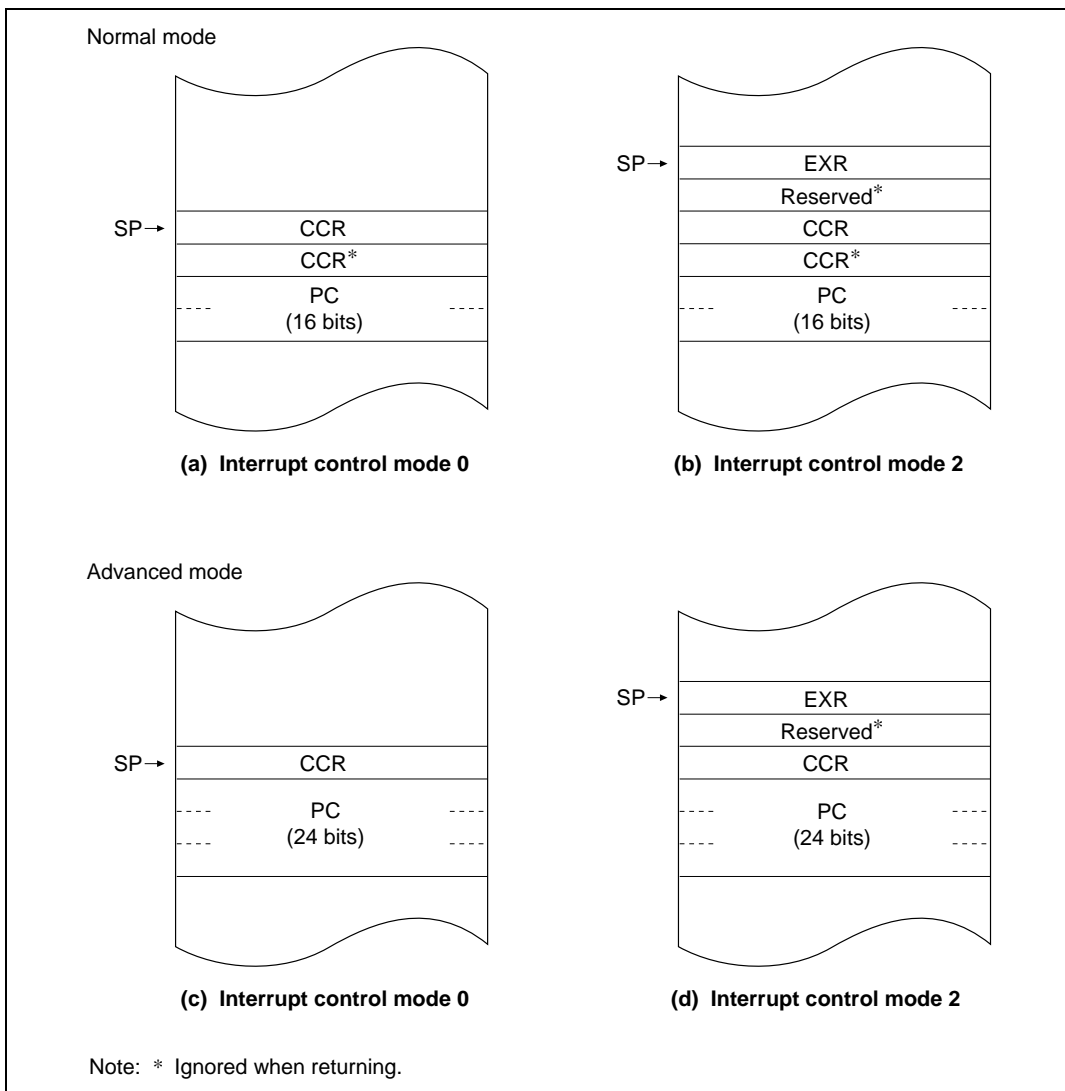 Normal mode
SP→ CCR
CCR*
PC
(16 bits)
(a) Interrupt control mode 0
SP→ EXR
Reserved*
CCR
CCR*
PC
(16 bits)
(b) Interrupt control mode 2
Advanced mode
SP→ CCR
PC
(24 bits)
(c) Interrupt control mode 0
SP→ EXR
Reserved*
CCR
PC
(24 bits)
(d) Interrupt control mode 2
Note: * Ignored when returning.